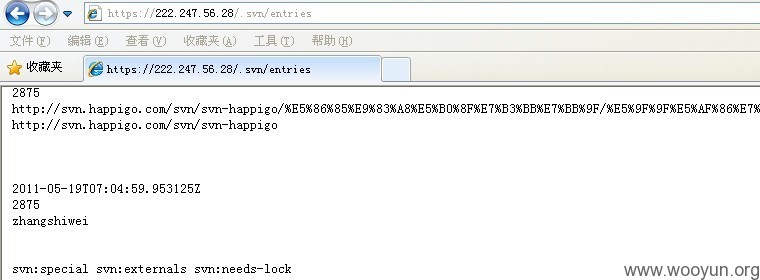 https://222.247.56.28/.svn/entries
文件(F) 编辑(E) 查看(V) 收藏夹(A) 工具(T) 帮助(H)
收藏夹 https://222.247.56.28/.svn/entries
2875
http://svn.happigo.com/svn/svn-happigo/%E5%86%85%E9%83%A8%E5%B0%8F%E7%B3%BB%E7%BB%9F/%E5%9F%9F%E5%AF%86%E7%
http://svn.happigo.com/svn/svn-happigo
2011-05-19T07:04:59.953125Z
2875
zhangshiwei
svn:special svn:externals svn:needs-lock
www.wooyun.org